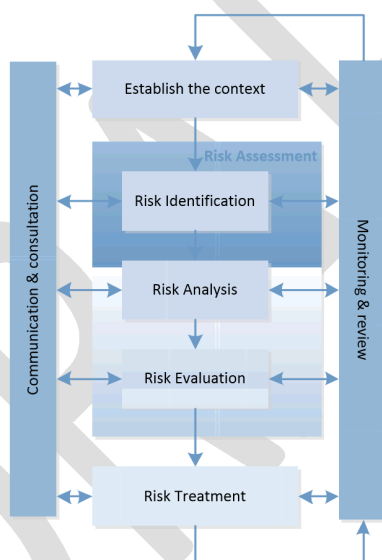 Establish the context
Risk Assessment
Risk Identification
Risk Analysis
Risk Evaluation
Risk Treatment
Communication & consultation
Monitoring & review